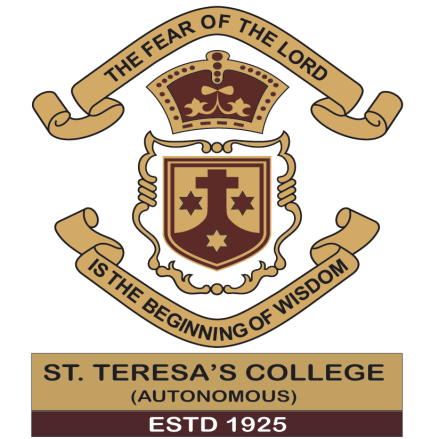 THE FEAR OF THE LORD
IS THE BEGINNING OF WISDOM
ST. TERESA'S COLLEGE
(AUTONOMOUS)
ESTD 1925